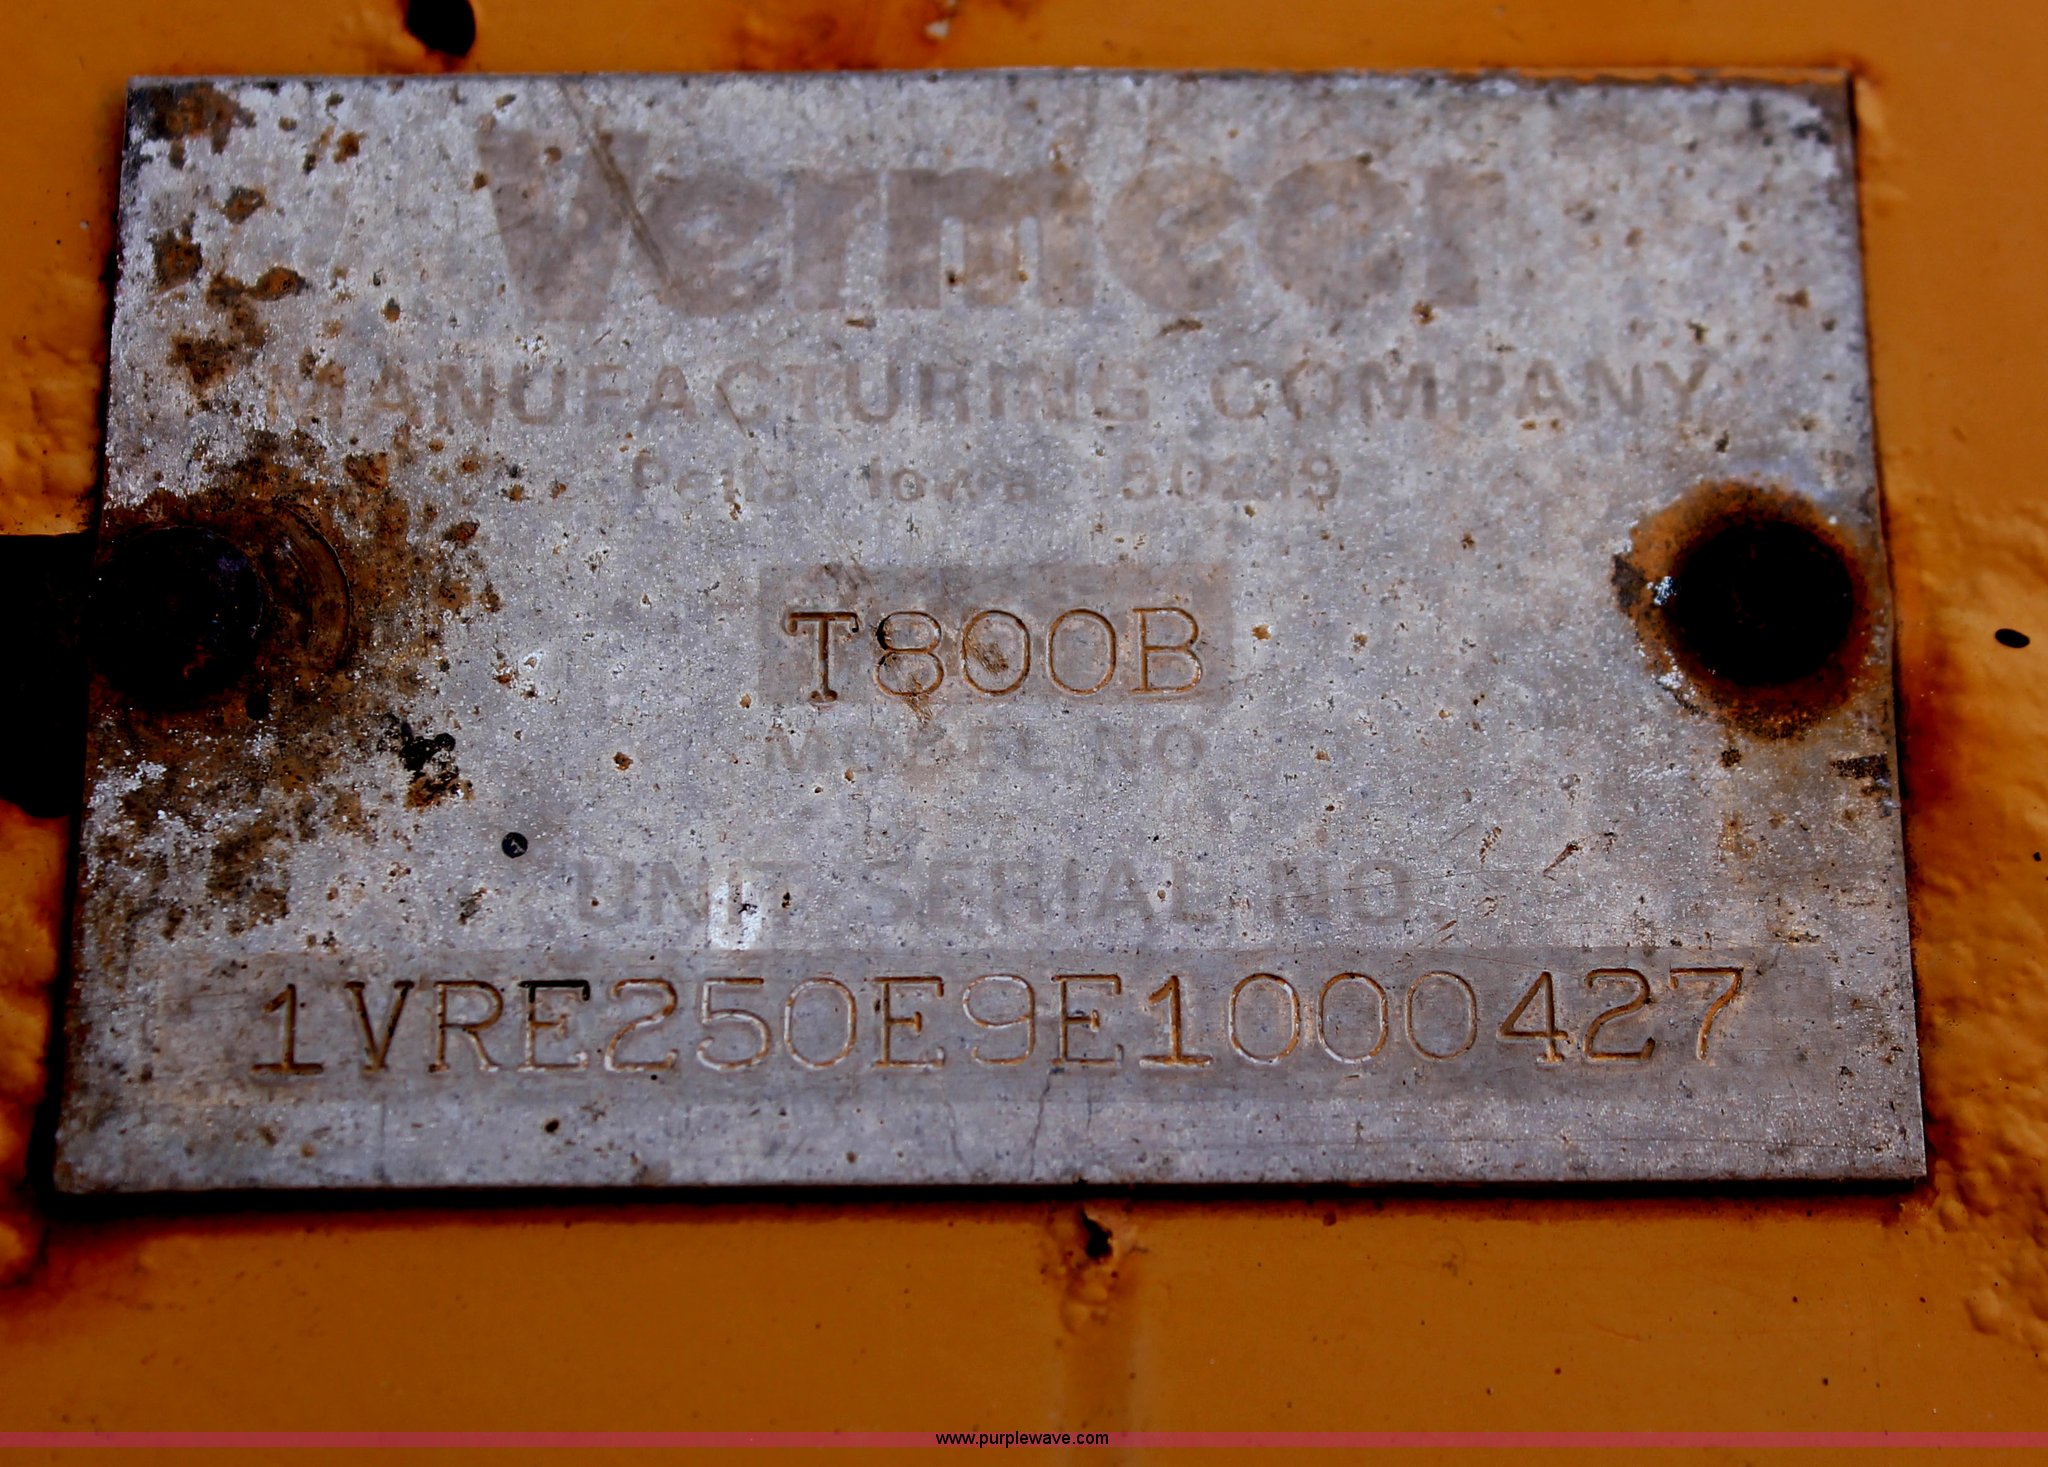 Vermeer
MANUFACTURING COMPANY
Pella Iowa 50219
T800B
MODEL NO
UNIT SERIAL NO.
1VRE250E9E1000427
www.purplewave.com